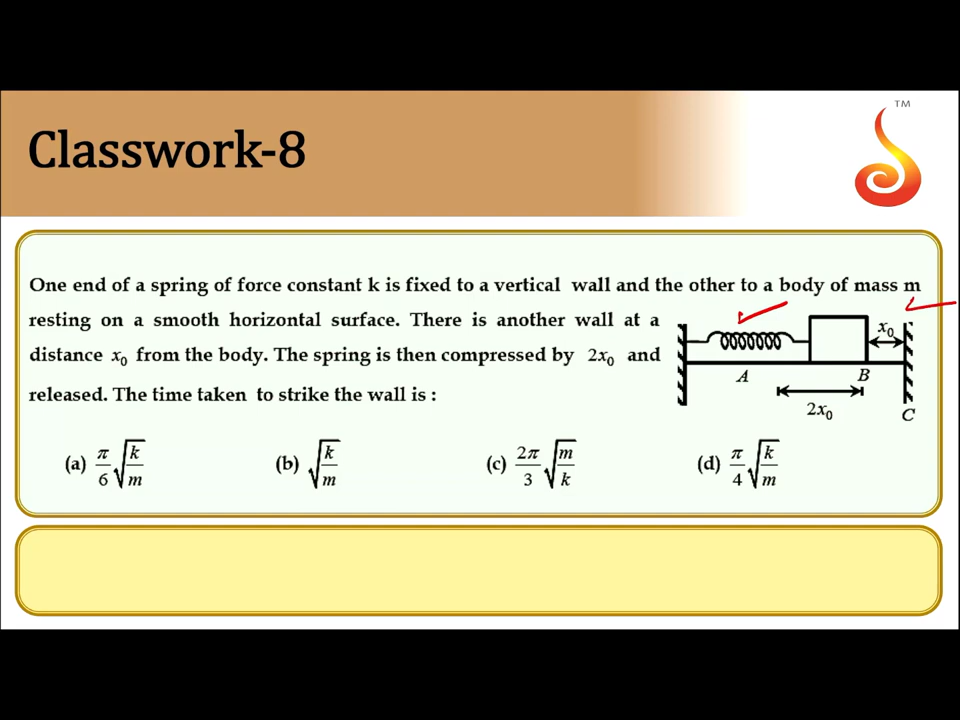 TM
Classwork-8
One end of a spring of force constant k is fixed to a vertical wall and the other to a body of mass m
resting on a smooth horizontal surface. There is another wall at a
distance x₀ from the body. The spring is then compressed by 2x₀ and
released. The time taken to strike the wall is :
x₀
A
B
2x₀
C
(a) π/6 √(k/m) (b) √(k/m) (c) 2π/3 √(m/k) (d) π/4 √(k/m)